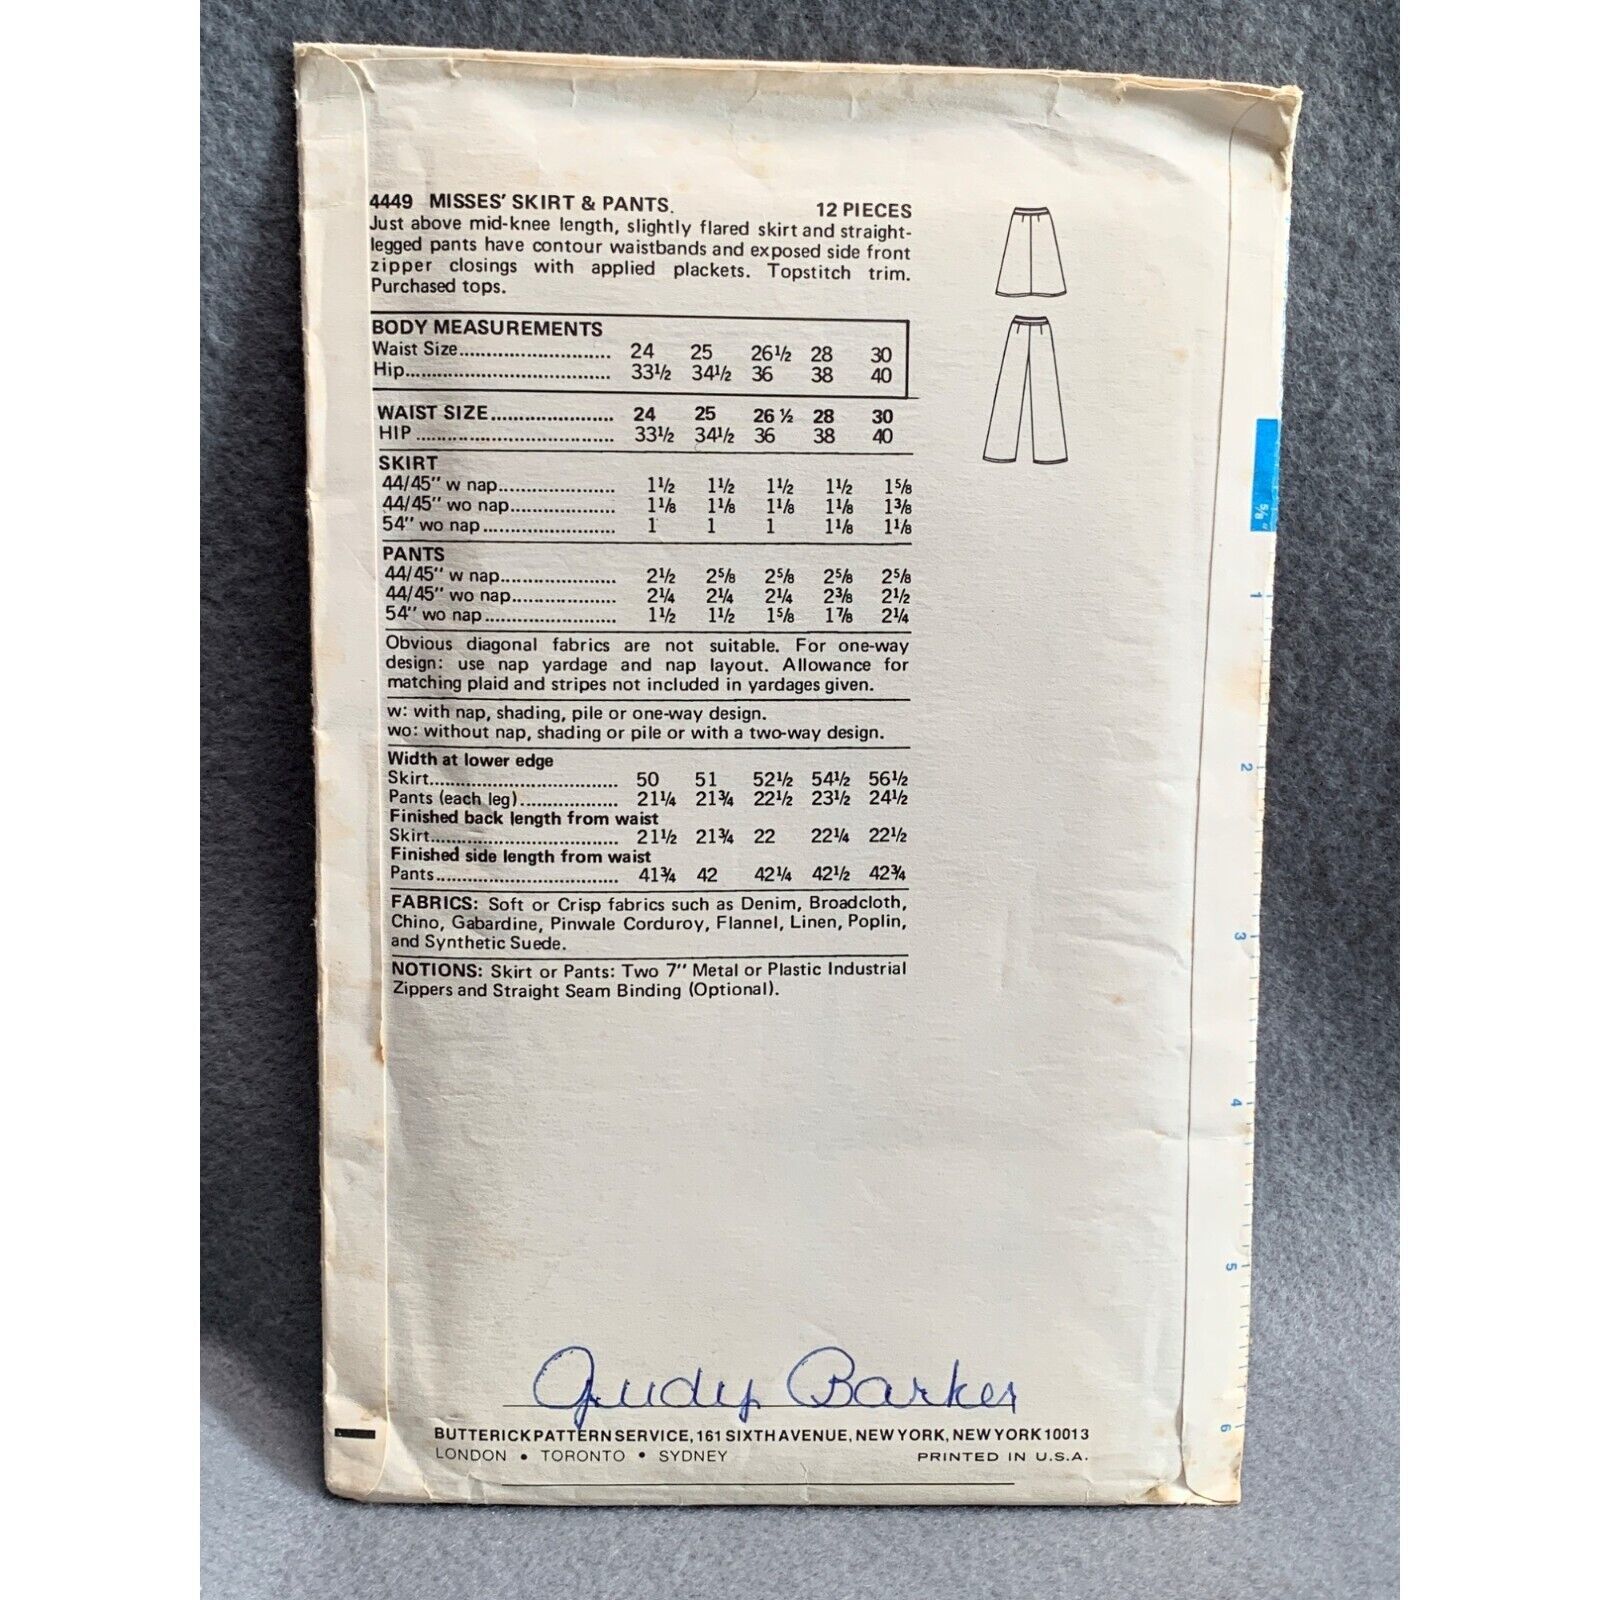 4449 MISSES' SKIRT & PANTS. 12 PIECES
Just above mid-knee length, slightly flared skirt and straight-
legged pants have contour waistbands and exposed side front
zipper closings with applied plackets. Topstitch trim.
Purchased tops.
BODY MEASUREMENTS
Waist Size............................ 24 25 26½ 28 30
Hip..................................... 33½ 34½ 36 38 40
WAIST SIZE...................... 24 25 26 ½ 28 30
HIP .................................... 33½ 34½ 36 38 40
SKIRT
44/45" w nap..................... 1½ 1½ 1½ 1½ 1⅝
44/45" wo nap................... 1⅛ 1⅛ 1⅛ 1⅛ 1⅜
54" wo nap........................ 1 1 1 1⅛ 1⅛
PANTS
44/45" w nap..................... 2½ 2⅝ 2⅝ 2⅝ 2⅝
44/45" wo nap................... 2¼ 2¼ 2¼ 2⅜ 2½
54" wo nap........................ 1½ 1½ 1⅝ 1⅞ 2¼
Obvious diagonal fabrics are not suitable. For one-way
design: use nap yardage and nap layout. Allowance for
matching plaid and stripes not included in yardages given.
w: with nap, shading, pile or one-way design.
wo: without nap, shading or pile or with a two-way design.
Width at lower edge
Skirt.................................. 50 51 52½ 54½ 56½
Pants (each leg).................. 21¼ 21¾ 22½ 23½ 24½
Finished back length from waist
Skirt.................................. 21½ 21¾ 22 22¼ 22½
Finished side length from waist
Pants................................. 41¾ 42 42¼ 42½ 42¾
FABRICS: Soft or Crisp fabrics such as Denim, Broadcloth,
Chino, Gabardine, Pinwale Corduroy, Flannel, Linen, Poplin,
and Synthetic Suede.
NOTIONS: Skirt or Pants: Two 7" Metal or Plastic Industrial
Zippers and Straight Seam Binding (Optional).
⅝"
1
2
3
4
5
6
Judy Barker
BUTTERICK PATTERN SERVICE, 161 SIXTH AVENUE, NEW YORK, NEW YORK 10013
LONDON • TORONTO • SYDNEY PRINTED IN U.S.A.